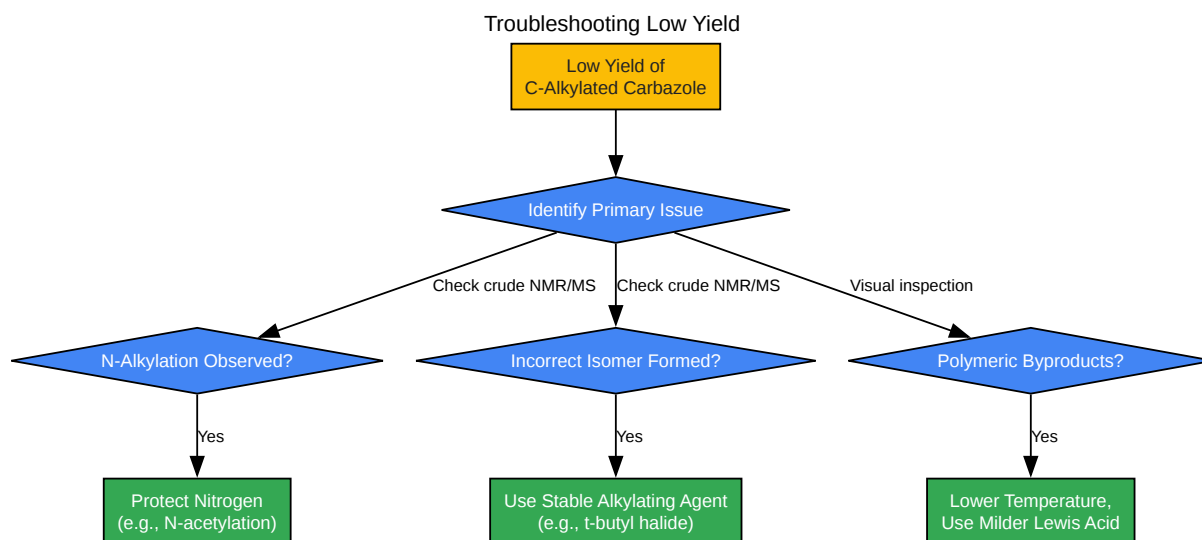 Troubleshooting Low Yield
Low Yield of
C-Alkylated Carbazole
Identify Primary Issue
Check crude NMR/MS
Check crude NMR/MS
Visual inspection
N-Alkylation Observed?
Incorrect Isomer Formed?
Polymeric Byproducts?
Yes
Yes
Yes
Protect Nitrogen
(e.g., N-acetylation)
Use Stable Alkylating Agent
(e.g., t-butyl halide)
Lower Temperature,
Use Milder Lewis Acid